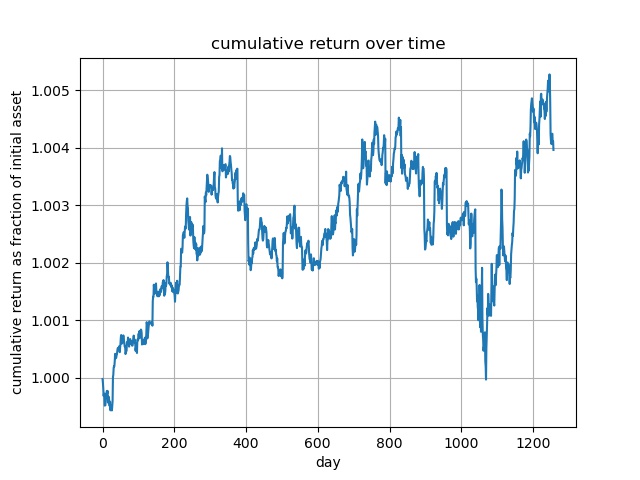 cumulative return over time
cumulative return as fraction of iniitial asset
1.005
1.004
1.003
1.002
1.001
1.000
0 200 400 600 800 1000 1200
day